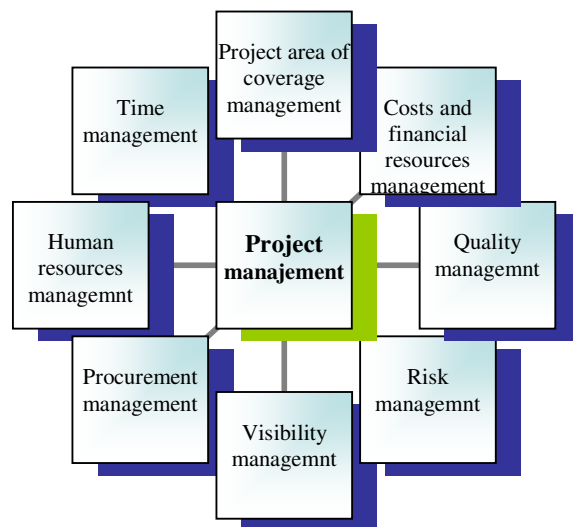 Project area of
coverage
management
Time
management
Costs and
financial
resources
management
Human
resources
managemnt
Project
manajement
Quality
managemnt
Procurement
management
Visibility
managemnt
Risk
managemnt